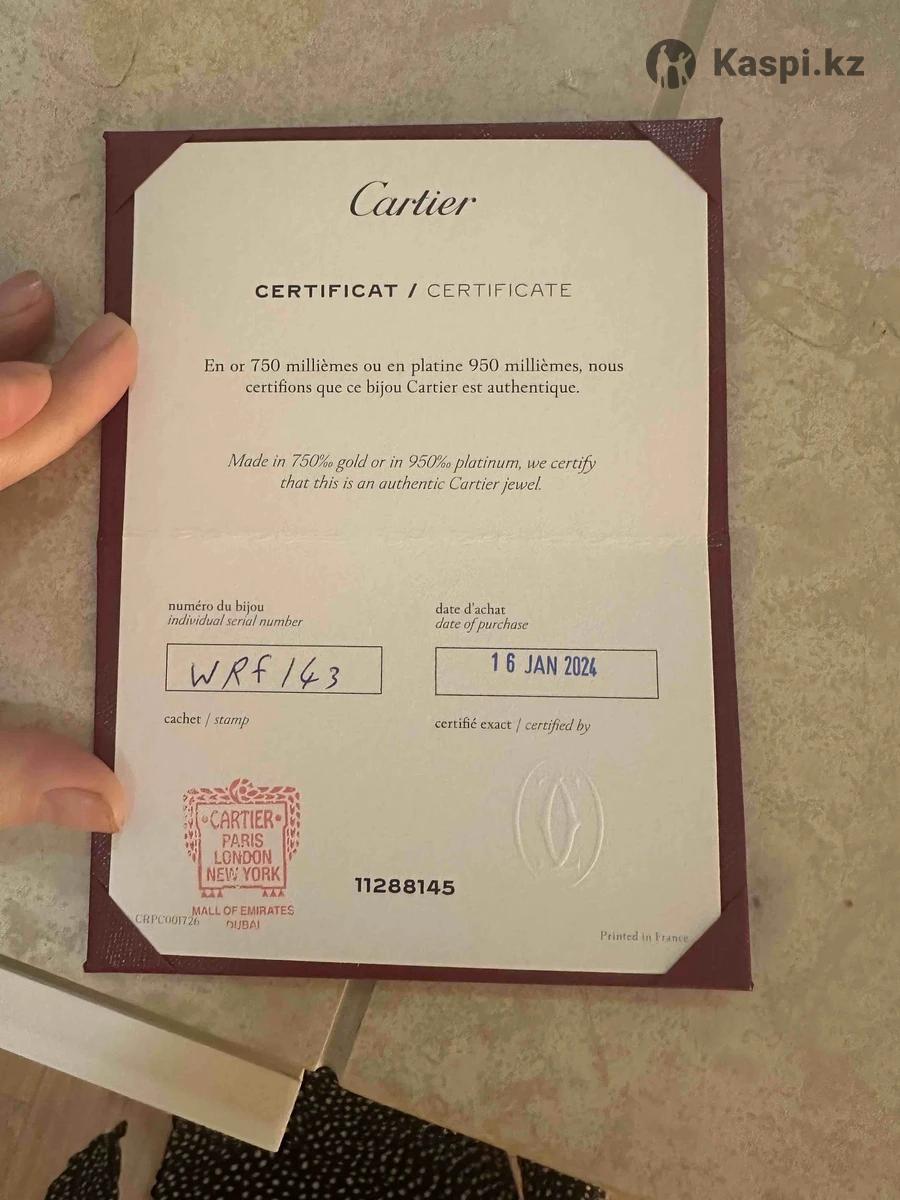 Kaspi.kz
Cartier
CERTIFICAT / CERTIFICATE
En or 750 millièmes ou en platine 950 millièmes, nous
certifions que ce bijou Cartier est authentique.
Made in 750‰ gold or in 950‰ platinum, we certify
that this is an authentic Cartier jewel.
numéro du bijou
individual serial number
WRf143
cachet / stamp
date d'achat
date of purchase
16 JAN 2024
certifié exact / certified by
CARTIER
PARIS
LONDON
NEW YORK
MALL OF EMIRATES
DUBAI
CRPC001726
11288145
Printed in France